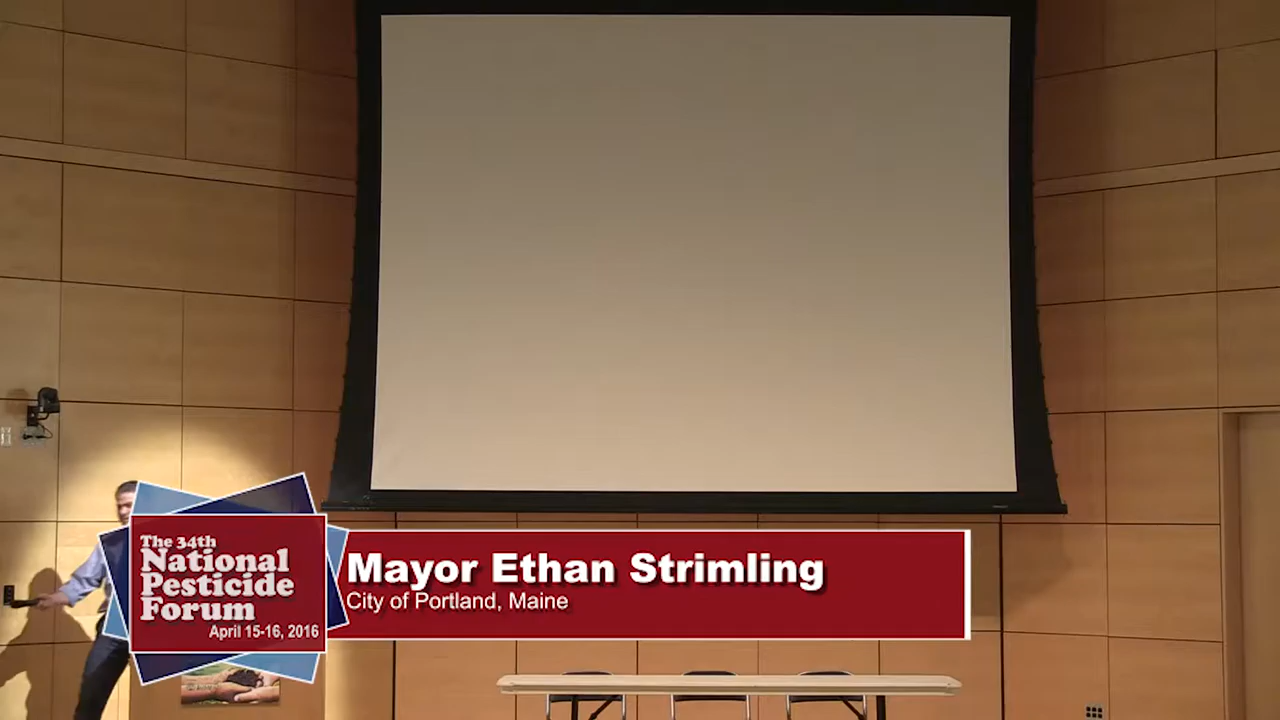 The 34th
National
Pesticide
Forum
April 15-16, 2016
Mayor Ethan Strimling
City of Portland, Maine